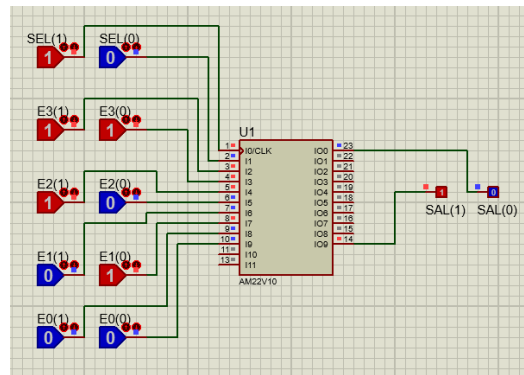 SEL(1) SEL(0)
1 0
E3(1) E3(0)
1 1
E2(1) E2(0)
1 0
E1(1) E1(0)
0 1
E0(1) E0(0)
0 0
U1
1 I0/CLK IO0 23
2 I1 IO1 22
3 I2 IO2 21
4 I3 IO3 20
5 I4 IO4 19
6 I5 IO5 18
7 I6 IO6 17
8 I7 IO7 16
9 I8 IO8 15
10 I9 IO9 14
11 I10
13 I11
AM22V10
1 0
SAL(1) SAL(0)